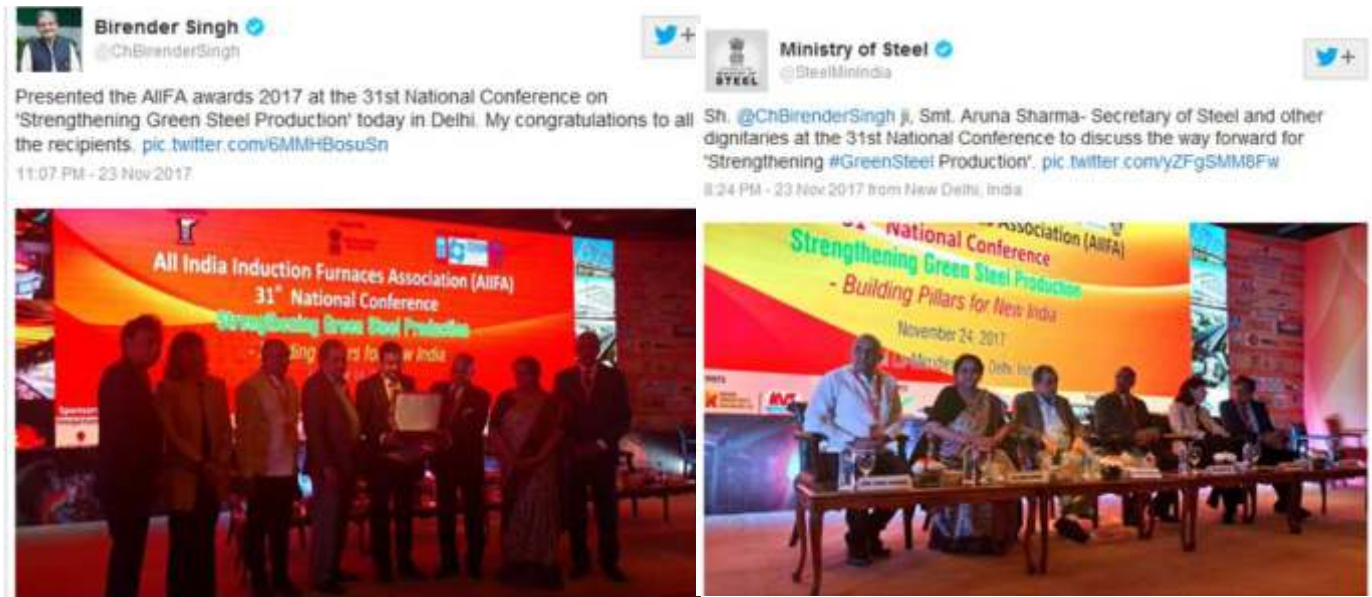 Birender Singh
@ChBirenderSingh
Presented the AIIFA awards 2017 at the 31st National Conference on
'Strengthening Green Steel Production' today in Delhi. My congratulations to all
the recipients. pic.twitter.com/6MMHBosuSn
11:07 PM - 23 Nov 2017
All India Induction Furnaces Association (AIIFA)
31st National Conference
Strengthening Green Steel Production
New India
Ministry of Steel
@SteelMinIndia
STEEL
Sh. @ChBirenderSingh ji, Smt. Aruna Sharma- Secretary of Steel and other
dignitaries at the 31st National Conference to discuss the way forward for
'Strengthening #GreenSteel Production'. pic.twitter.com/yZFgSMM8Fw
8:24 PM - 23 Nov 2017 from New Delhi, India
Association (AIIFA)
National Conference
Strengthening Green Steel Production
- Building Pillars for New India
November 24, 2017
Delhi,